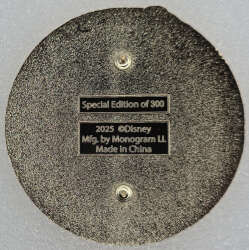 Special Edition of 300
2025 ©Disney
Mfg. by Monogram LL
Made in China